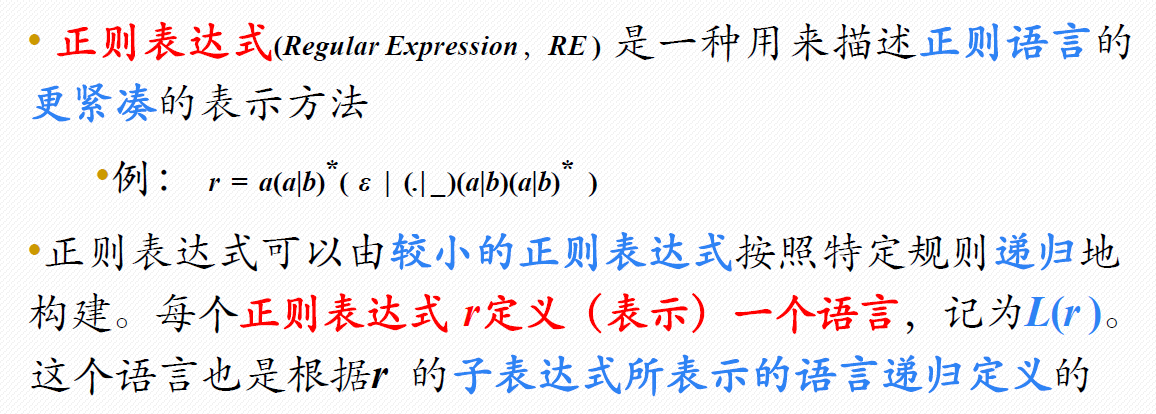 • 正则表达式(Regular Expression，RE ) 是一种用来描述正则语言的
更紧凑的表示方法
•例： r = a(a|b)*( ε | (.|_)(a|b)(a|b)* )
•正则表达式可以由较小的正则表达式按照特定规则递归地
构建。每个正则表达式 r定义（表示）一个语言，记为L(r )。
这个语言也是根据r 的子表达式所表示的语言递归定义的